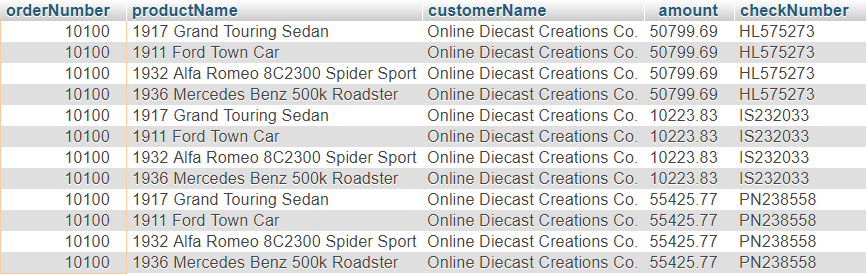 orderNumber productName customerName amount checkNumber
10100 1917 Grand Touring Sedan Online Diecast Creations Co. 50799.69 HL575273
10100 1911 Ford Town Car Online Diecast Creations Co. 50799.69 HL575273
10100 1932 Alfa Romeo 8C2300 Spider Sport Online Diecast Creations Co. 50799.69 HL575273
10100 1936 Mercedes Benz 500k Roadster Online Diecast Creations Co. 50799.69 HL575273
10100 1917 Grand Touring Sedan Online Diecast Creations Co. 10223.83 IS232033
10100 1911 Ford Town Car Online Diecast Creations Co. 10223.83 IS232033
10100 1932 Alfa Romeo 8C2300 Spider Sport Online Diecast Creations Co. 10223.83 IS232033
10100 1936 Mercedes Benz 500k Roadster Online Diecast Creations Co. 10223.83 IS232033
10100 1917 Grand Touring Sedan Online Diecast Creations Co. 55425.77 PN238558
10100 1911 Ford Town Car Online Diecast Creations Co. 55425.77 PN238558
10100 1932 Alfa Romeo 8C2300 Spider Sport Online Diecast Creations Co. 55425.77 PN238558
10100 1936 Mercedes Benz 500k Roadster Online Diecast Creations Co. 55425.77 PN238558